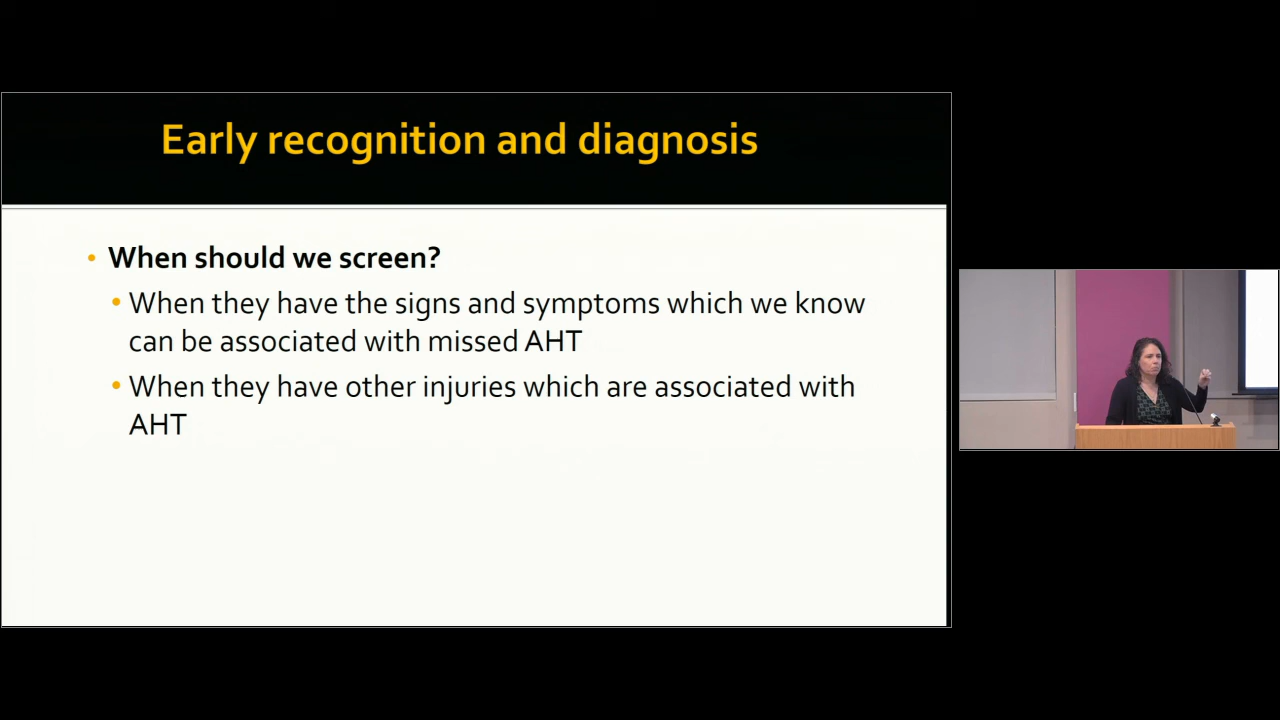 Early recognition and diagnosis
• When should we screen?
• When they have the signs and symptoms which we know
can be associated with missed AHT
• When they have other injuries which are associated with
AHT